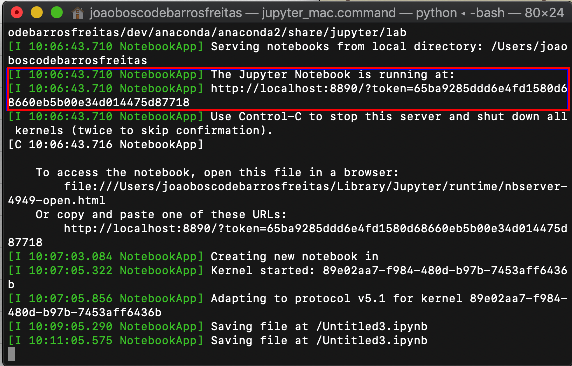 joaoboscodebarrosfreitas — jupyter_mac.command — python ◂ -bash — 80×24
odebarrosfreitas/dev/anaconda/anaconda2/share/jupyter/lab
[I 10:06:43.710 NotebookApp] Serving notebooks from local directory: /Users/joao
boscodebarrosfreitas
[I 10:06:43.710 NotebookApp] The Jupyter Notebook is running at:
[I 10:06:43.710 NotebookApp] http://localhost:8890/?token=65ba9285ddd6e4fd1580d6
8660eb5b00e34d014475d87718
[I 10:06:43.710 NotebookApp] Use Control-C to stop this server and shut down all
 kernels (twice to skip confirmation).
[C 10:06:43.716 NotebookApp]
    To access the notebook, open this file in a browser:
        file:///Users/joaoboscodebarrosfreitas/Library/Jupyter/runtime/nbserver-
4949-open.html
    Or copy and paste one of these URLs:
        http://localhost:8890/?token=65ba9285ddd6e4fd1580d68660eb5b00e34d014475d
87718
[I 10:07:03.084 NotebookApp] Creating new notebook in
[I 10:07:05.322 NotebookApp] Kernel started: 89e02aa7-f984-480d-b97b-7453aff6436
b
[I 10:07:05.856 NotebookApp] Adapting to protocol v5.1 for kernel 89e02aa7-f984-
480d-b97b-7453aff6436b
[I 10:09:05.290 NotebookApp] Saving file at /Untitled3.ipynb
[I 10:11:05.575 NotebookApp] Saving file at /Untitled3.ipynb